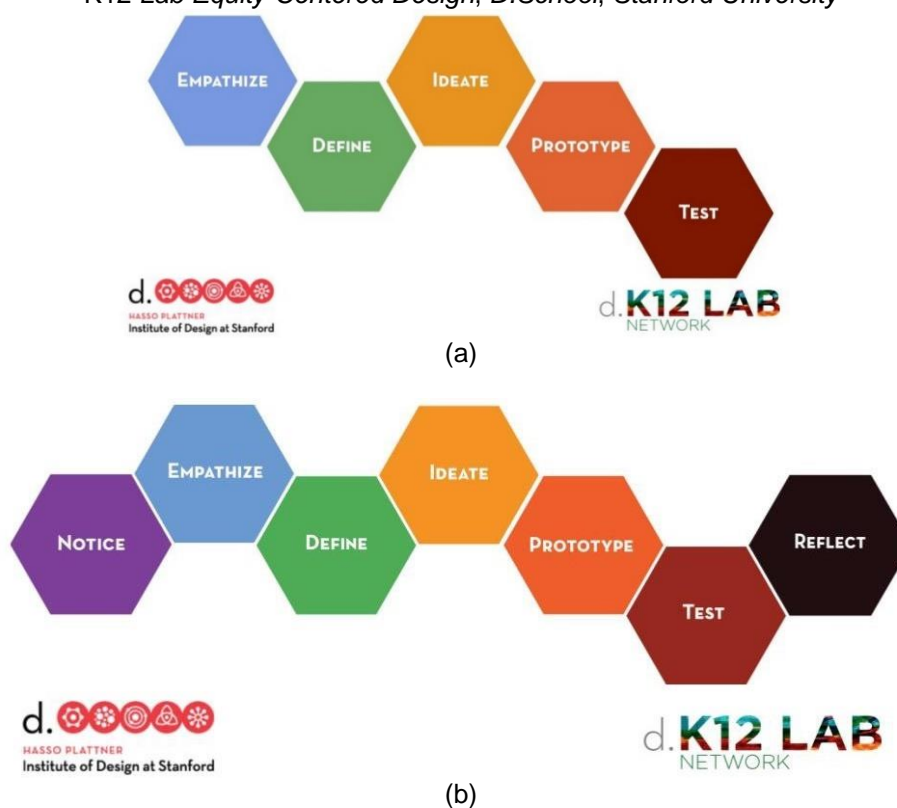 K12 Lab Equity-Centered Design, D.School, Stanford University
EMPATHIZE
DEFINE
IDEATE
PROTOTYPE
TEST
d.
HASSO PLATTNER
Institute of Design at Stanford
d.K12 LAB
NETWORK
(a)
NOTICE
EMPATHIZE
DEFINE
IDEATE
PROTOTYPE
TEST
REFLECT
d.
HASSO PLATTNER
Institute of Design at Stanford
d.K12 LAB
NETWORK
(b)